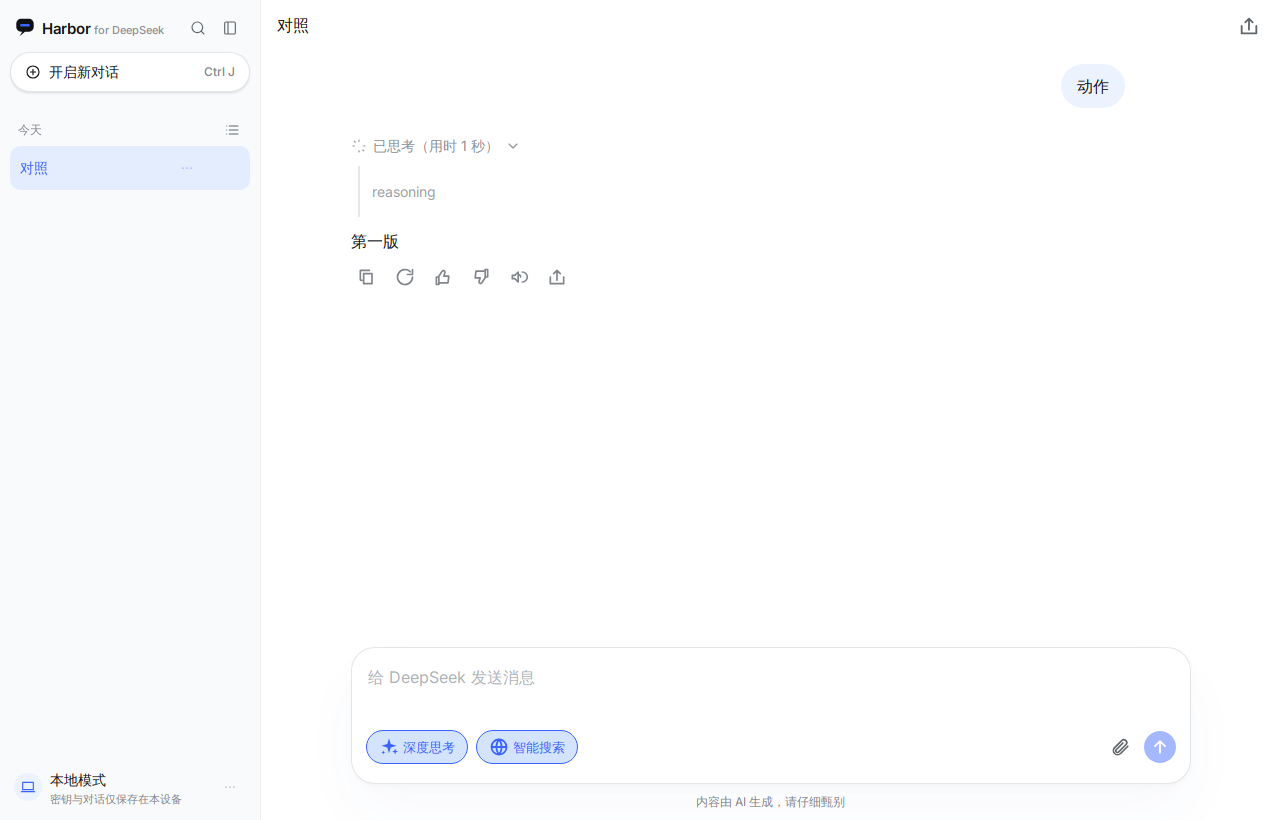 Harbor for DeepSeek
开启新对话 Ctrl J
今天
对照
本地模式
密钥与对话仅保存在本设备
对照
动作
已思考（用时 1 秒）
reasoning
第一版
给 DeepSeek 发送消息
深度思考 智能搜索
内容由 AI 生成，请仔细甄别